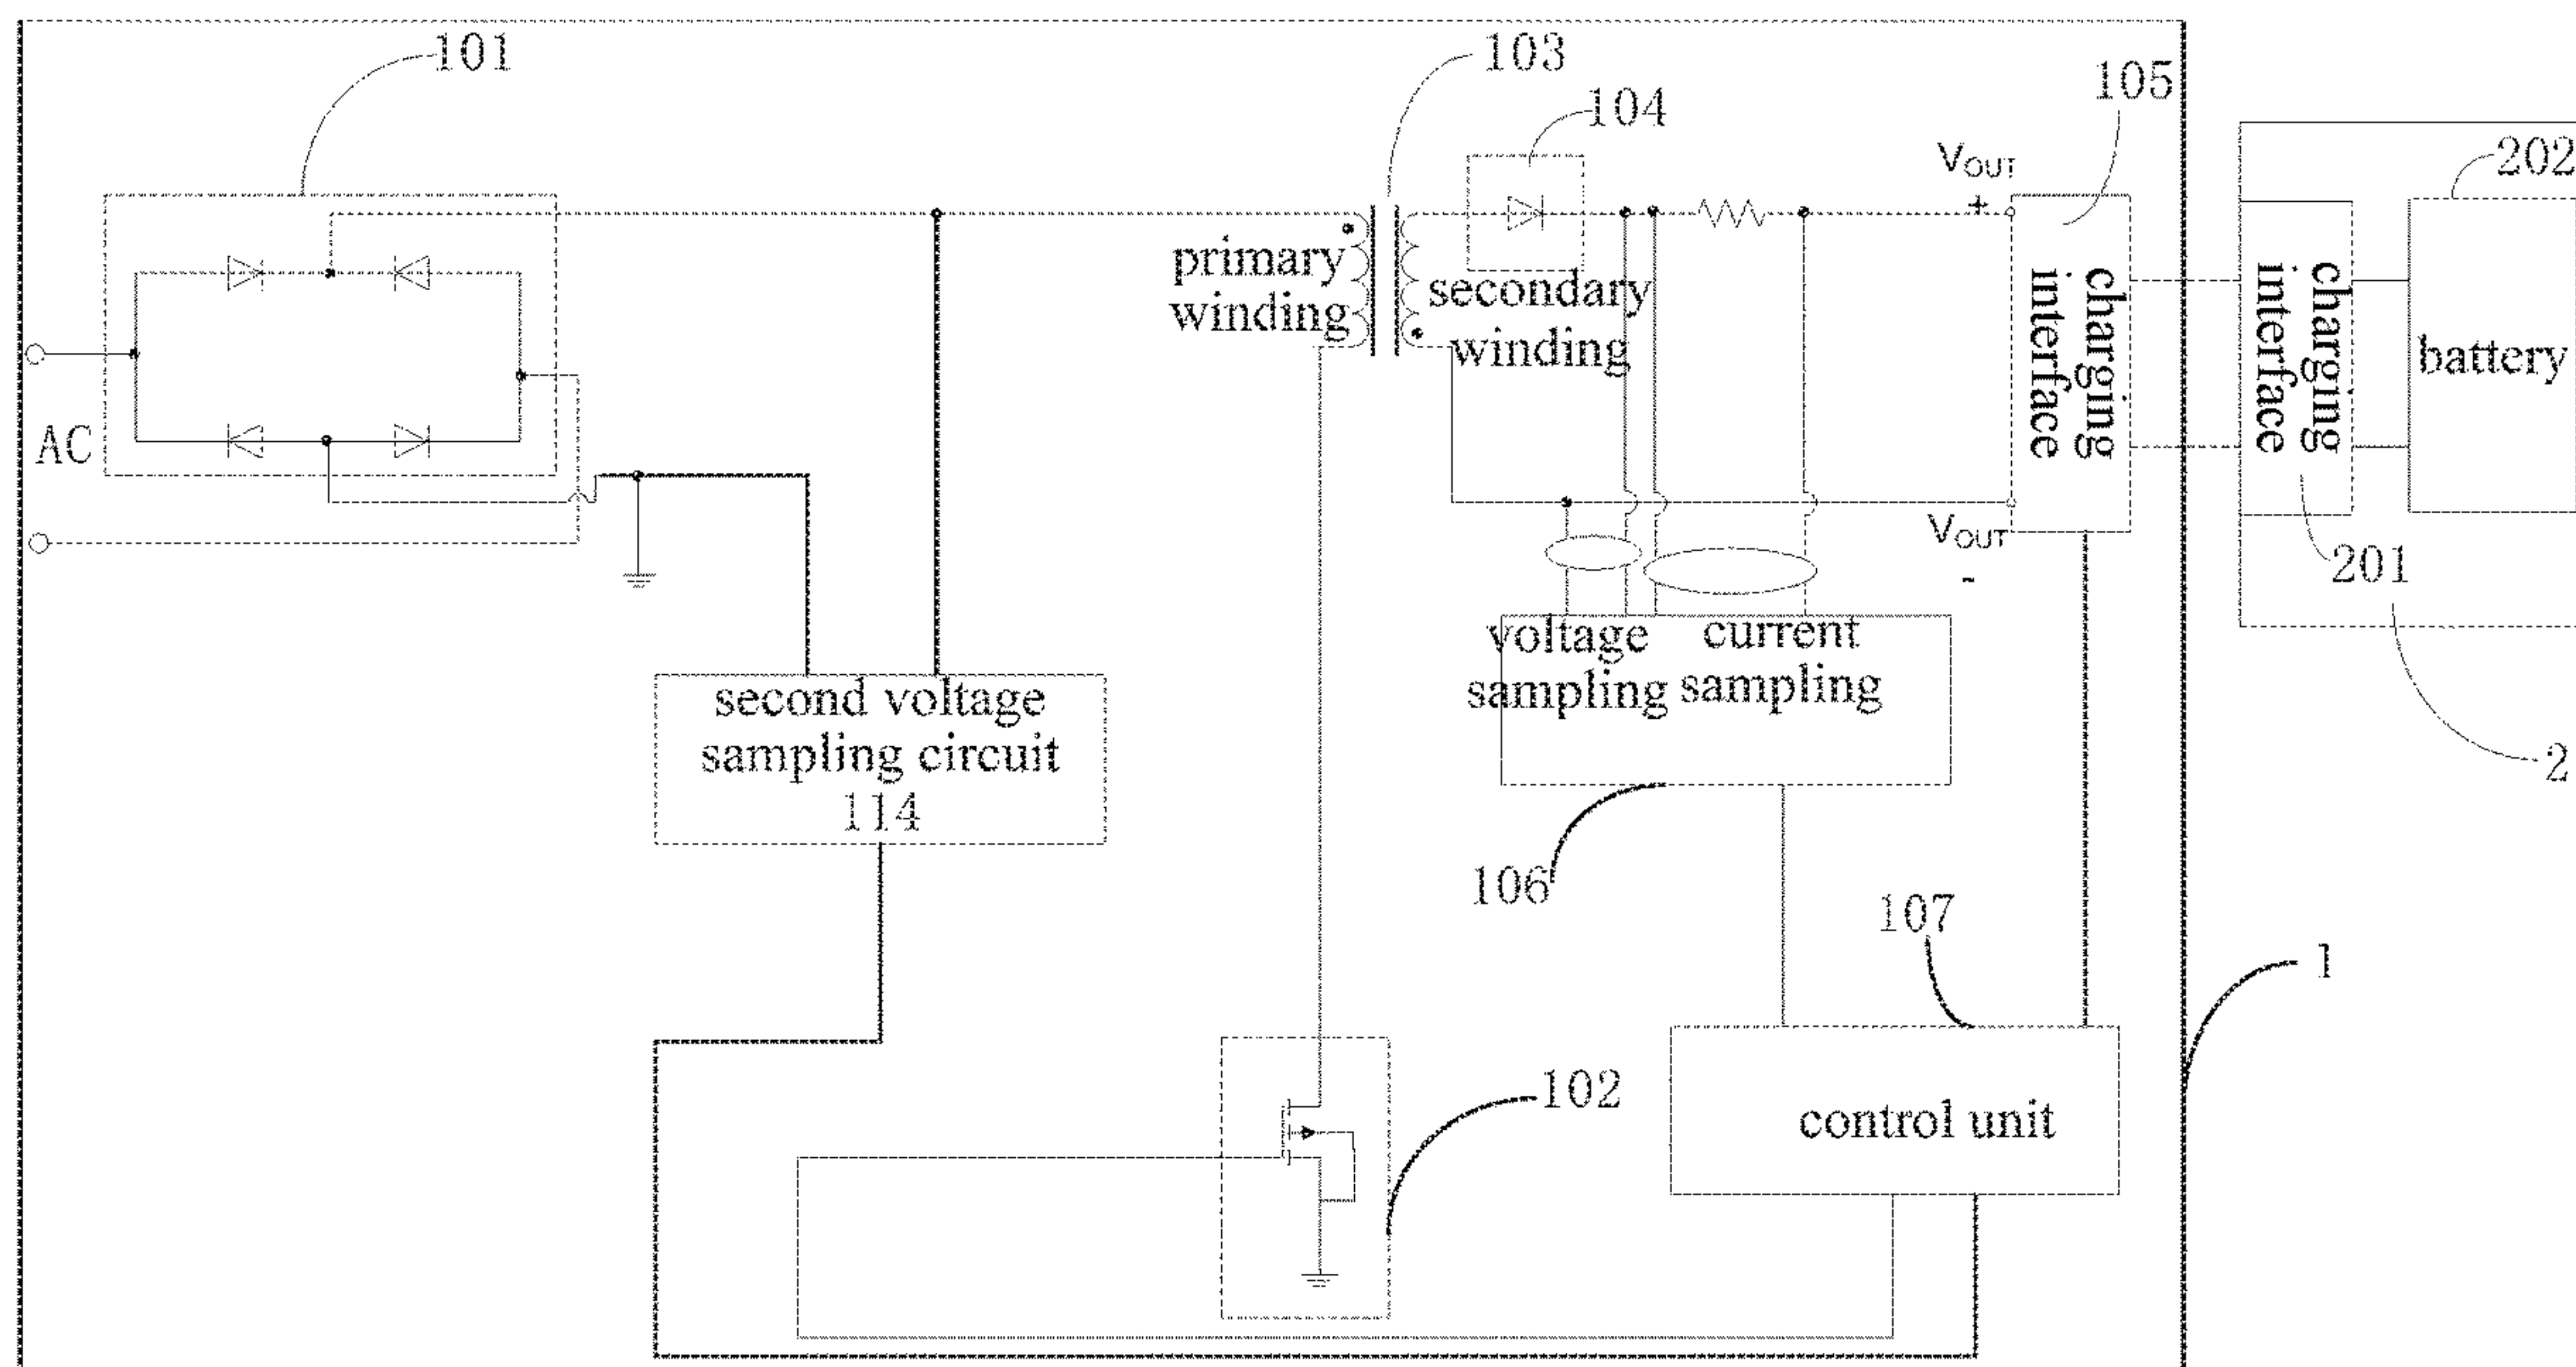 101
103
105
104
202
VOUT
+
primary
winding
secondary
winding
charging
interface
charging
interface
battery
AC
VOUT
-
201
voltage
sampling
current
sampling
second voltage
sampling circuit
114
2
106
107
1
102
control unit